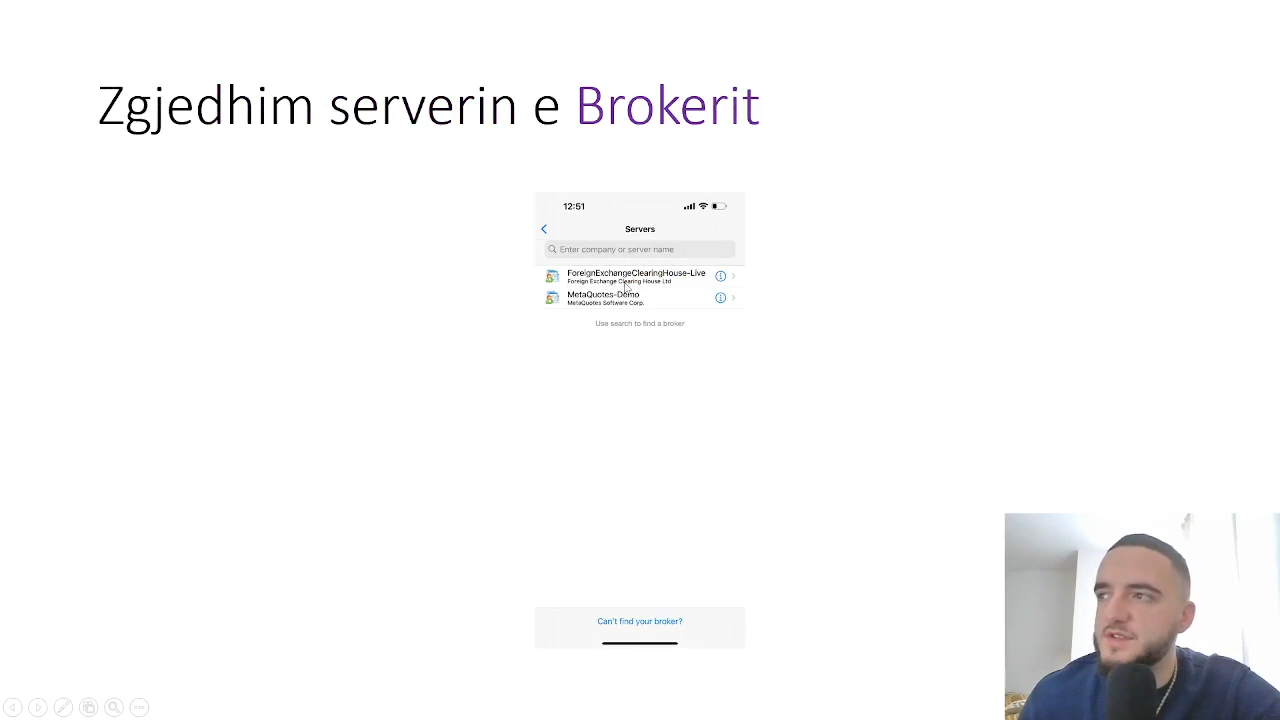 Zgjedhim serverin e Brokerit
12:51
Servers
Enter company or server name
ForeignExchangeClearingHouse-Live
Foreign Exchange Clearing House Ltd
MetaQuotes-Demo
MetaQuotes Software Corp.
Use search to find a broker
Can't find your broker?